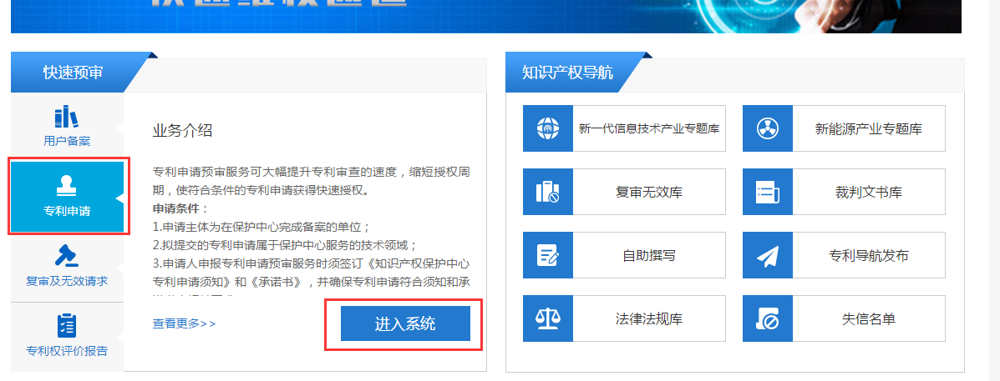 快速预审
用户备案
专利申请
复审及无效请求
专利权评价报告
业务介绍
专利申请预审服务可大幅提升专利审查的速度，缩短授权周
期，使符合条件的专利申请获得快速授权。
申请条件：
1.申请主体为在保护中心完成备案的单位；
2.拟提交的专利申请属于保护中心服务的技术领域；
3.申请人申报专利申请预审服务时须签订《知识产权保护中心
专利申请须知》和《承诺书》，并确保专利申请符合须知和承
查看更多>>
进入系统
知识产权导航
新一代信息技术产业专题库
新能源产业专题库
复审无效库
裁判文书库
自助撰写
专利导航发布
法律法规库
失信名单